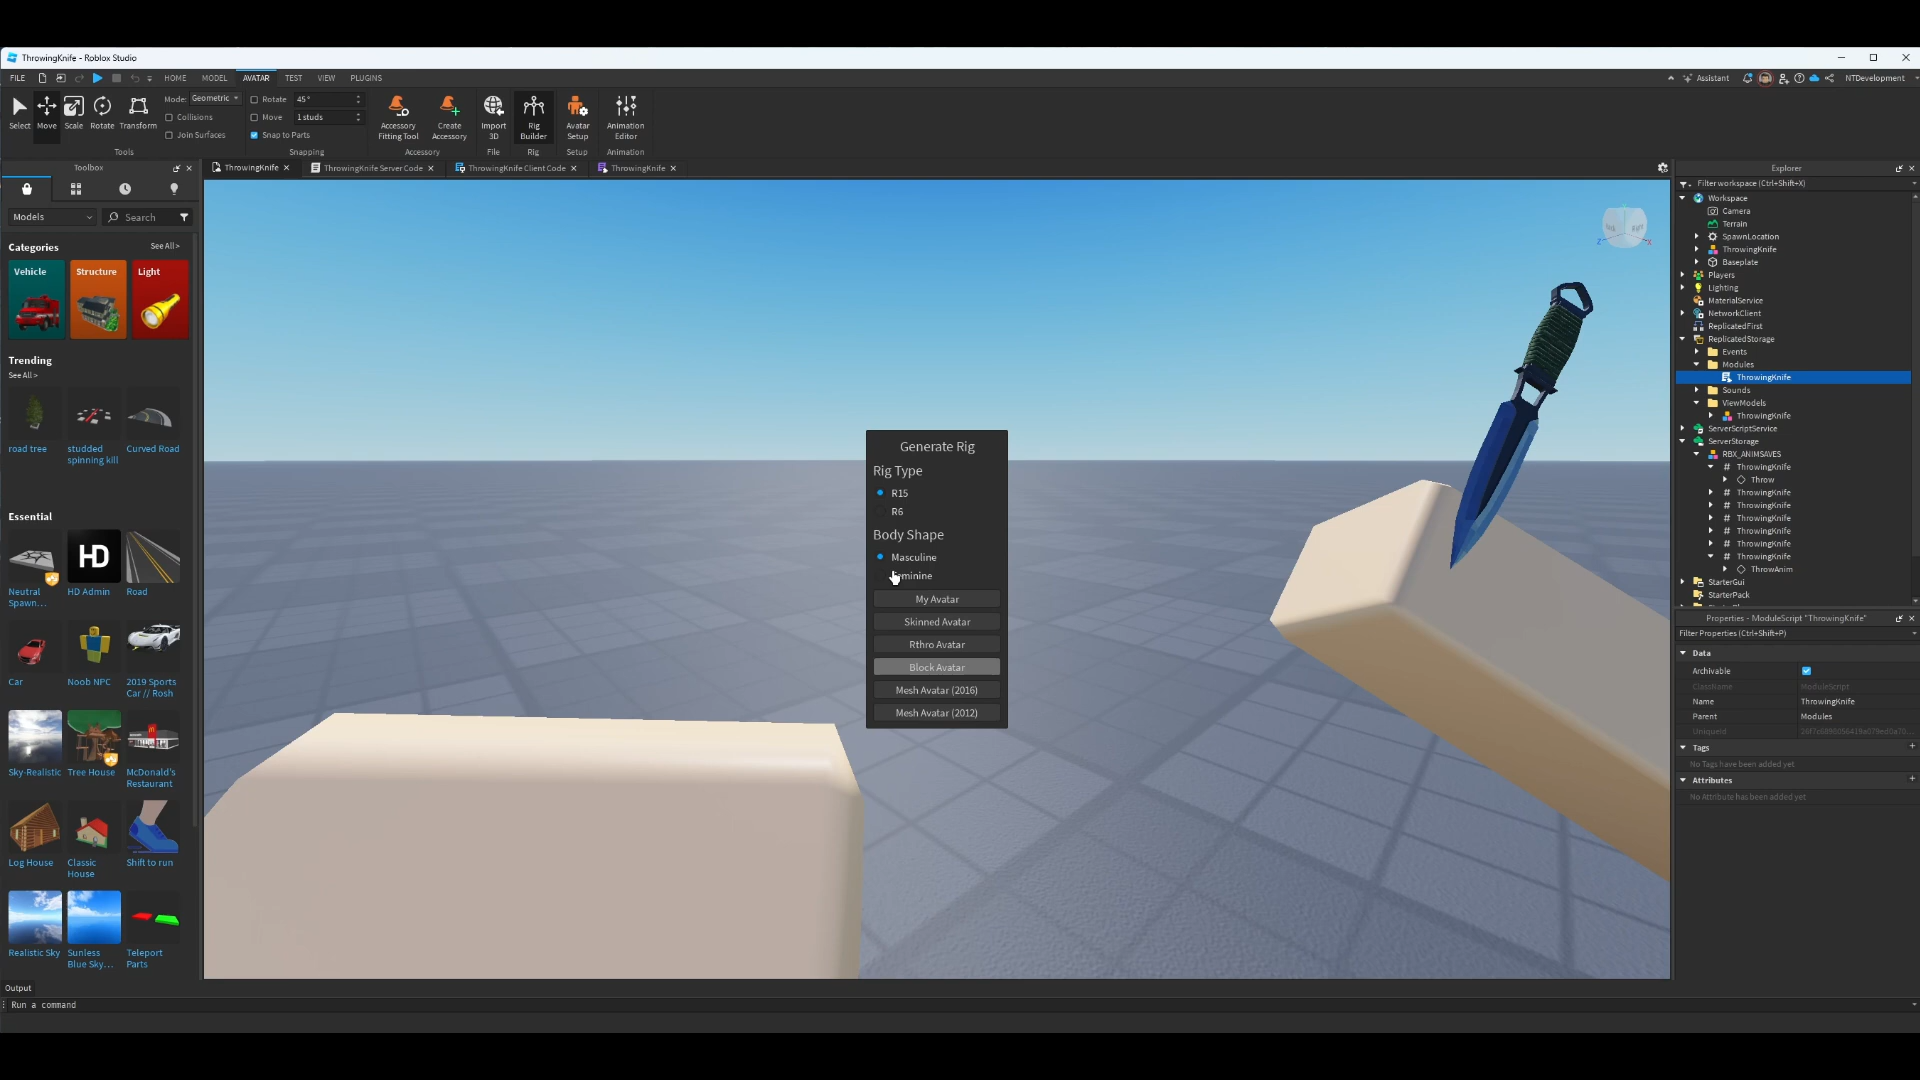 ThrowingKnife - Roblox Studio
FILE HOME MODEL AVATAR TEST VIEW PLUGINS Assistant NTDevelopment
Select Move Scale Rotate Transform
Mode: Geometric
Collisions
Join Surfaces
Tools
Rotate 45°
Move 1 studs
Snap to Parts
Snapping
Accessory Fitting Tool
Create Accessory
Accessory
Import 3D
File
Rig Builder
Rig
Avatar Setup
Setup
Animation Editor
Animation
Toolbox
ThrowingKnife ThrowingKnife Server Code ThrowingKnife Client Code ThrowingKnife
Models Search
Categories See All >
Vehicle Structure Light
Trending
See All >
road tree
studded spinning kill
Curved Road
Essential
Neutral Spawn...
HD
HD Admin
Road
Car
Noob NPC
2019 Sports Car // Rosh
Sky-Realistic
Tree House
McDonald's Restaurant
Log House
Classic House
Shift to run
Realistic Sky
Sunless Blue Sky...
Teleport Parts
Generate Rig
Rig Type
R15
R6
Body Shape
Masculine
minine
My Avatar
Skinned Avatar
Rthro Avatar
Block Avatar
Mesh Avatar (2016)
Mesh Avatar (2012)
Explorer
Filter workspace (Ctrl+Shift+X)
Workspace
Camera
Terrain
SpawnLocation
ThrowingKnife
Baseplate
Players
Lighting
MaterialService
NetworkClient
ReplicatedFirst
ReplicatedStorage
Events
Modules
ThrowingKnife
Sounds
ViewModels
ThrowingKnife
ServerScriptService
ServerStorage
RBX_ANIMSAVES
ThrowingKnife
Throw
ThrowingKnife
ThrowingKnife
ThrowingKnife
ThrowingKnife
ThrowingKnife
ThrowingKnife
ThrowAnim
StarterGui
StarterPack
Properties - ModuleScript "ThrowingKnife"
Filter Properties (Ctrl+Shift+P)
Data
Archivable
ClassName ModuleScript
Name ThrowingKnife
Parent Modules
UniqueId
Tags
No Tags have been added yet
Attributes
No Attribute has been added yet
Output
Run a command